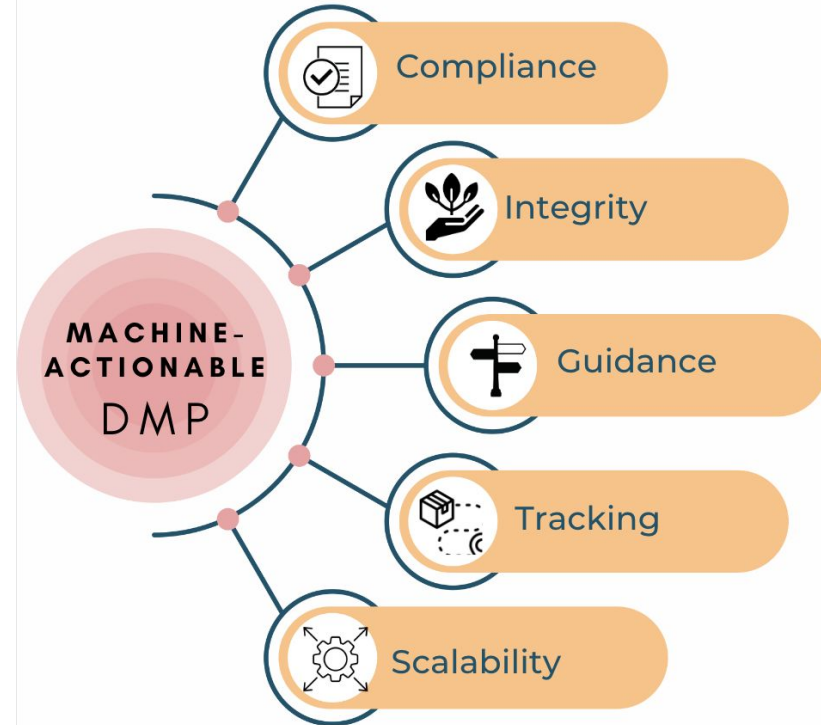 Compliance
Integrity
MACHINE-
ACTIONABLE
DMP
Guidance
Tracking
Scalability